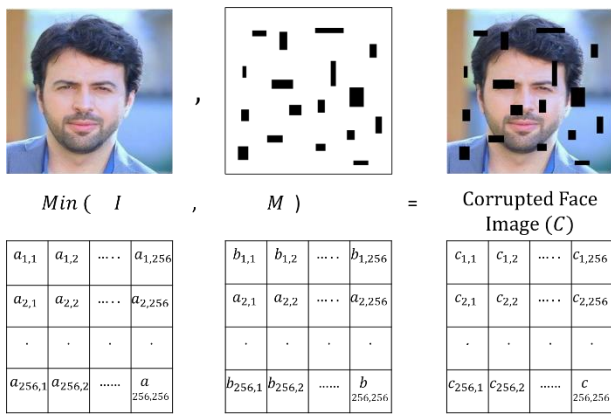 ,
Min ( I , M ) = Corrupted Face
Image (C)
a1,1 a1,2 ..... a1,256 b1,1 b1,2 ..... b1,256 c1,1 c1,2 ..... c1,256
a2,1 a2,2 ..... a2,256 a2,1 a2,2 ..... a2,256 c2,1 c2,2 ..... c2,256
. . . . . . . . . . . .
a256,1 a256,2 ...... a b256,1 b256,2 ...... b c256,1 c256,2 ...... c
256,256 256,256 256,256